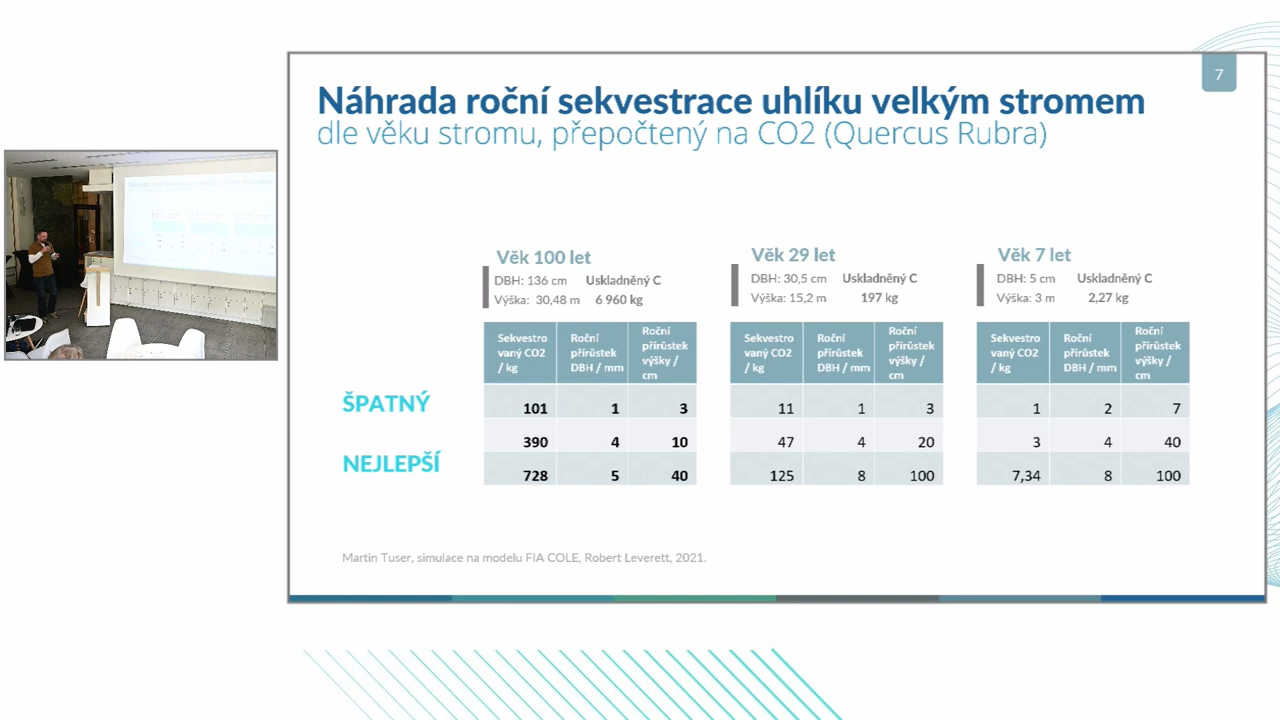 7
Náhrada roční sekvestrace uhlíku velkým stromem
dle věku stromu, přepočtený na CO2 (Quercus Rubra)
Věk 100 let
DBH: 136 cm Uskladněný C
Výška: 30,48 m 6 960 kg
Věk 29 let
DBH: 30,5 cm Uskladněný C
Výška: 15,2 m 197 kg
Věk 7 let
DBH: 5 cm Uskladněný C
Výška: 3 m 2,27 kg
Sekvestro
vaný CO2
/ kg
Roční
přírůstek
DBH / mm
Roční
přírůstek
výšky /
cm
Sekvestro
vaný CO2
/ kg
Roční
přírůstek
DBH / mm
Roční
přírůstek
výšky /
cm
Sekvestro
vaný CO2
/ kg
Roční
přírůstek
DBH / mm
Roční
přírůstek
výšky /
cm
ŠPATNÝ
101 1 3 11 1 3 1 2 7
390 4 10 47 4 20 3 4 40
NEJLEPŠÍ
728 5 40 125 8 100 7,34 8 100
Martin Tuser, simulace na modelu FIA COLE, Robert Leverett, 2021.